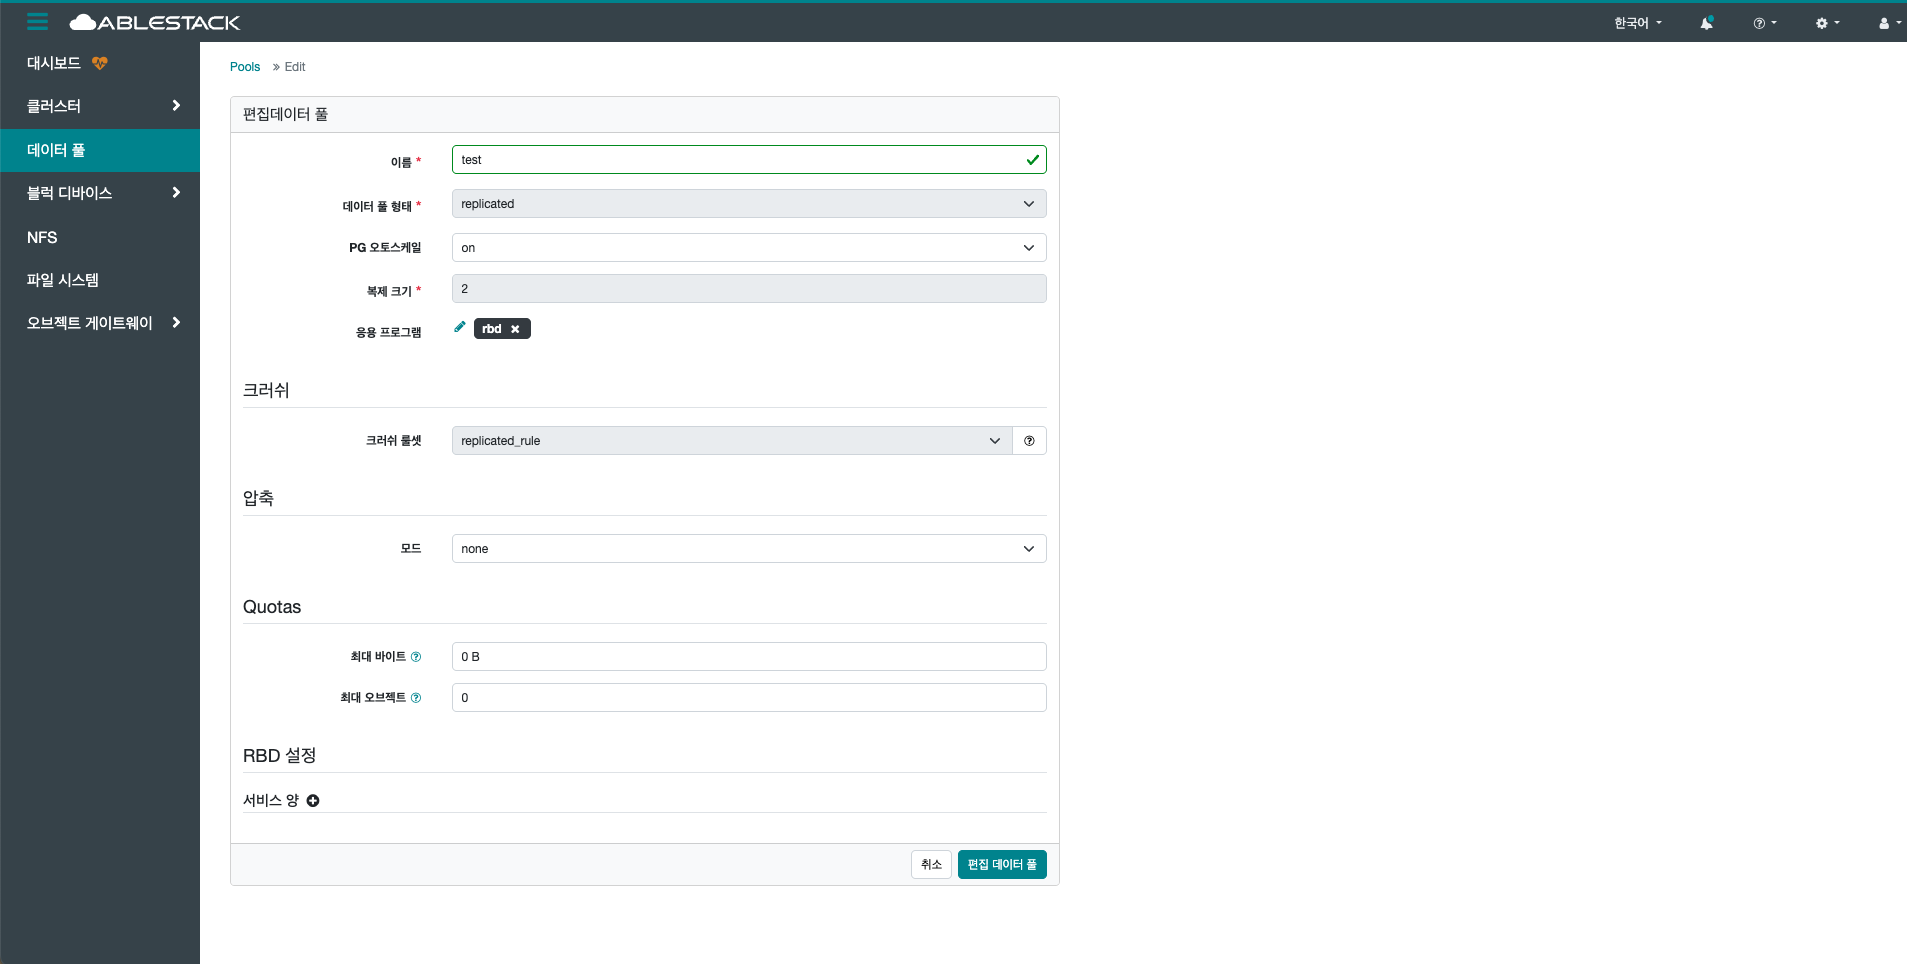 ABLESTACK
한국어
대시보드
클러스터
데이터 풀
블럭 디바이스
NFS
파일 시스템
오브젝트 게이트웨이
Pools » Edit
편집데이터 풀
이름 *
test
데이터 풀 형태 *
replicated
PG 오토스케일
on
복제 크기 *
2
응용 프로그램
rbd
크러쉬
크러쉬 룰셋
replicated_rule
압축
모드
none
Quotas
최대 바이트
0 B
최대 오브젝트
0
RBD 설정
서비스 양
취소
편집 데이터 풀